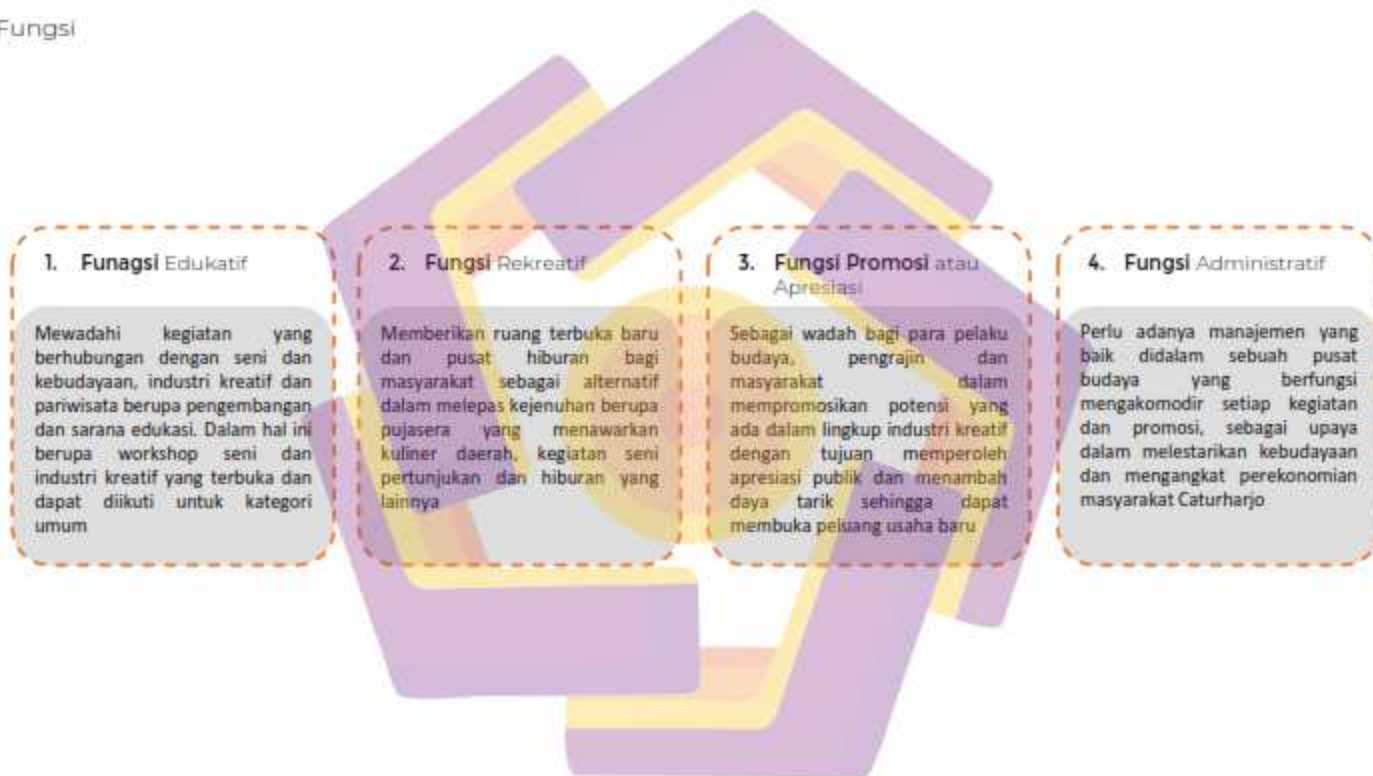 Fungsi
1. Funagsi Edukatif
Mewadahi kegiatan yang
berhubungan dengan seni dan
kebudayaan, industri kreatif dan
pariwisata berupa pengembangan
dan sarana edukasi. Dalam hal ini
berupa workshop seni dan
industri kreatif yang terbuka dan
dapat diikuti untuk kategori
umum
2. Fungsi Rekreatif
Memberikan ruang terbuka baru
dan pusat hiburan bagi
masyarakat sebagai alternatif
dalam melepas kejenuhan berupa
pujasera yang menawarkan
kuliner daerah, kegiatan seni
pertunjukan dan hiburan yang
lainnya
3. Fungsi Promosi atau
Apresiasi
Sebagai wadah bagi para pelaku
budaya, pengrajin dan
masyarakat dalam
mempromosikan potensi yang
ada dalam lingkup industri kreatif
dengan tujuan memperoleh
apresiasi publik dan menambah
daya tarik sehingga dapat
membuka peluang usaha baru
4. Fungsi Administratif
Perlu adanya manajemen yang
baik didalam sebuah pusat
budaya yang berfungsi
mengakomodir setiap kegiatan
dan promosi, sebagai upaya
dalam melestarikan kebudayaan
dan mengangkat perekonomian
masyarakat Caturharjo